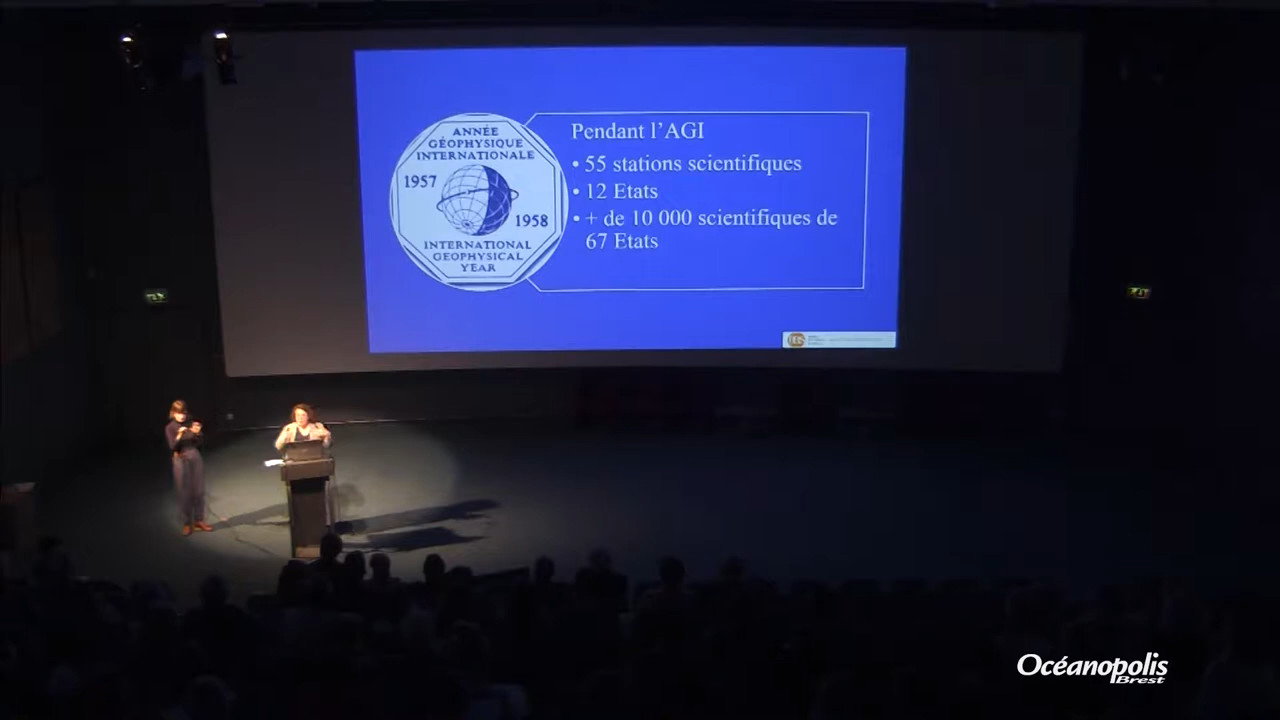 ANNÉE
GÉOPHYSIQUE
INTERNATIONALE
1957
1958
INTERNATIONAL
GEOPHYSICAL
YEAR
Pendant l'AGI
• 55 stations scientifiques
• 12 Etats
• + de 10 000 scientifiques de
67 Etats
Océanopolis
Brest